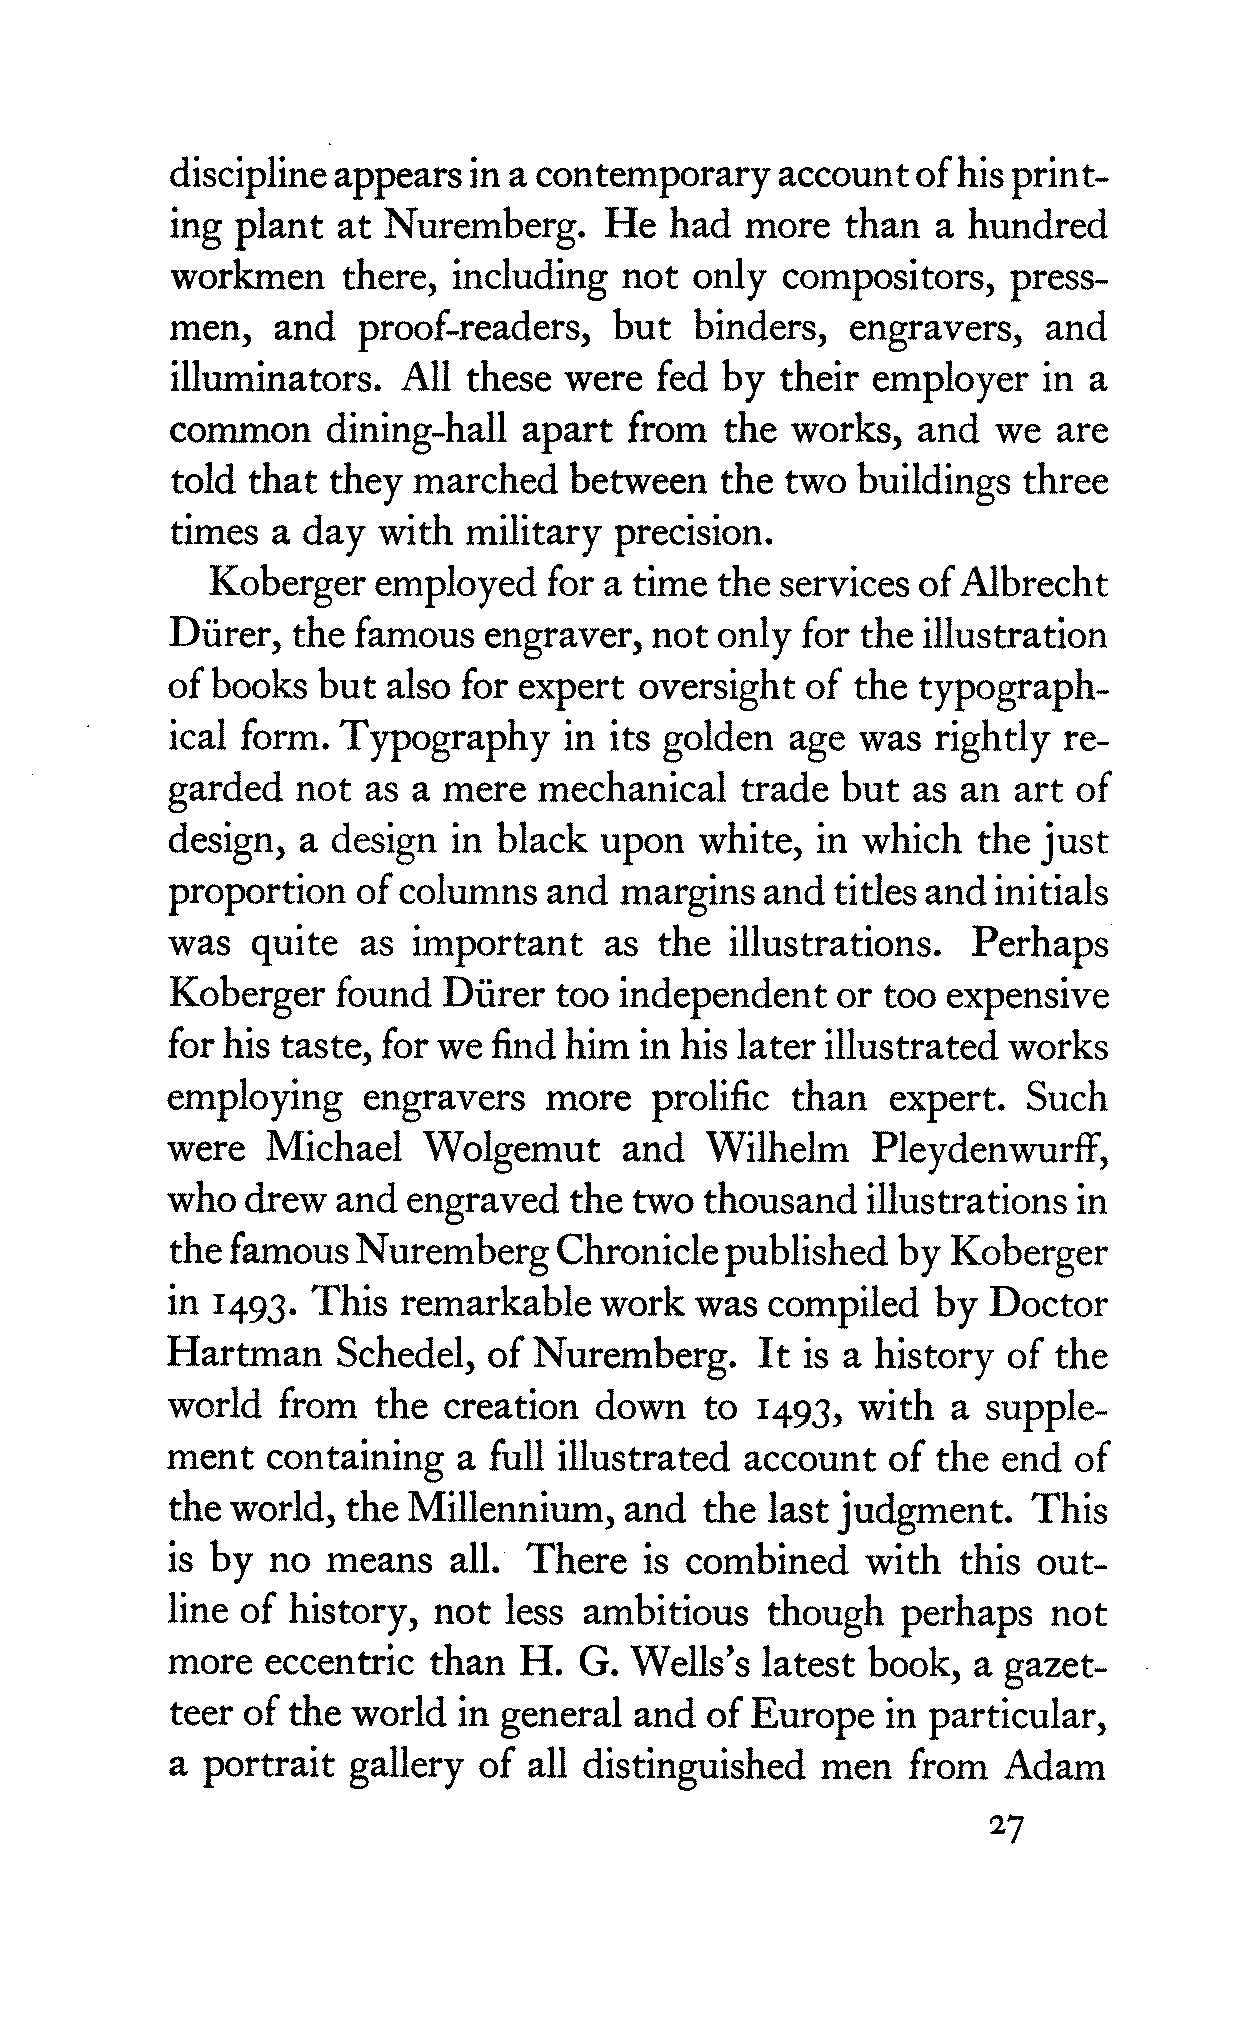 discipline appears in a contemporary account of his print-
ing plant at Nuremberg. He had more than a hundred
workmen there, including not only compositors, press-
men, and proof-readers, but binders, engravers, and
illuminators. All these were fed by their employer in a
common dining-hall apart from the works, and we are
told that they marched between the two buildings three
times a day with military precision.
Koberger employed for a time the services of Albrecht
Dürer, the famous engraver, not only for the illustration
of books but also for expert oversight of the typograph-
ical form. Typography in its golden age was rightly re-
garded not as a mere mechanical trade but as an art of
design, a design in black upon white, in which the just
proportion of columns and margins and titles and initials
was quite as important as the illustrations. Perhaps
Koberger found Dürer too independent or too expensive
for his taste, for we find him in his later illustrated works
employing engravers more prolific than expert. Such
were Michael Wolgemut and Wilhelm Pleydenwurff,
who drew and engraved the two thousand illustrations in
the famous Nuremberg Chronicle published by Koberger
in 1493. This remarkable work was compiled by Doctor
Hartman Schedel, of Nuremberg. It is a history of the
world from the creation down to 1493, with a supple-
ment containing a full illustrated account of the end of
the world, the Millennium, and the last judgment. This
is by no means all. There is combined with this out-
line of history, not less ambitious though perhaps not
more eccentric than H. G. Wells's latest book, a gazet-
teer of the world in general and of Europe in particular,
a portrait gallery of all distinguished men from Adam
27